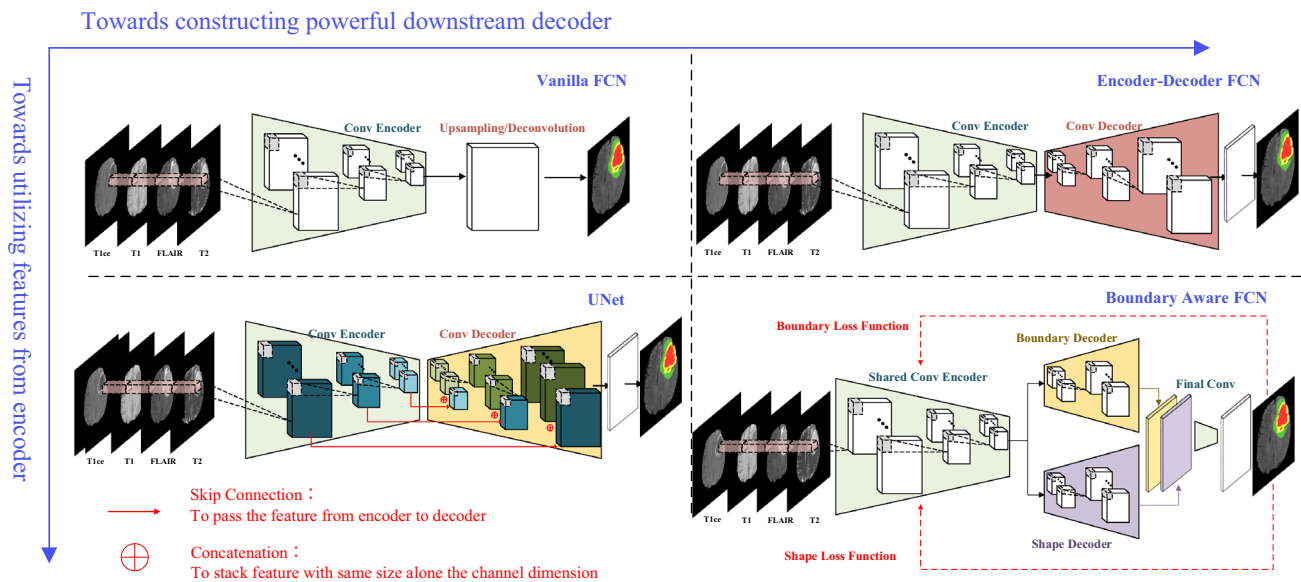 Towards constructing powerful downstream decoder
Towards utilizing features from encoder
Vanilla FCN
Conv Encoder
Upsampling/Deconvolution
T1ce T1 FLAIR T2
Encoder-Decoder FCN
Conv Encoder
Conv Decoder
T1ce T1 FLAIR T2
UNet
Conv Encoder
Conv Decoder
T1ce T1 FLAIR T2
Skip Connection：
To pass the feature from encoder to decoder
Concatenation：
To stack feature with same size along the channel dimension
Boundary Aware FCN
Boundary Loss Function
Boundary Decoder
Shared Conv Encoder
Final Conv
T1ce T1 FLAIR T2
Shape Decoder
Shape Loss Function